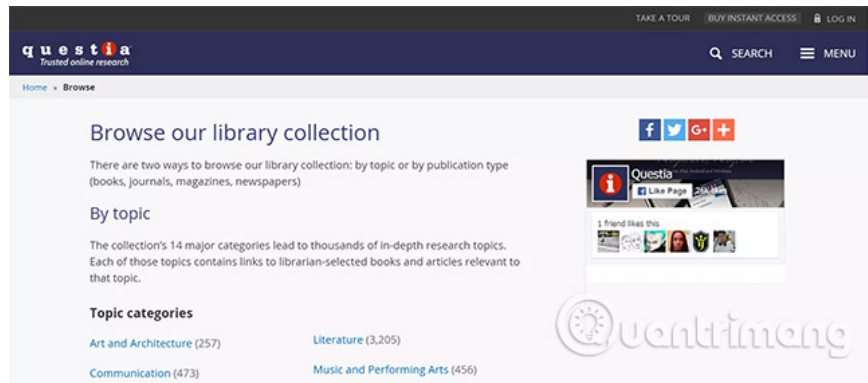 TAKE A TOUR BUY INSTANT ACCESS LOG IN
questia
Trusted online research
SEARCH MENU
Home » Browse
Browse our library collection
There are two ways to browse our library collection: by topic or by publication type
(books, journals, magazines, newspapers)
By topic
The collection's 14 major categories lead to thousands of in-depth research topics.
Each of those topics contains links to librarian-selected books and articles relevant to
that topic.
Topic categories
Art and Architecture (257)
Literature (3,205)
Communication (473)
Music and Performing Arts (456)
f G+ +
Questia
Like Page
1 friend likes this
Quantrimang